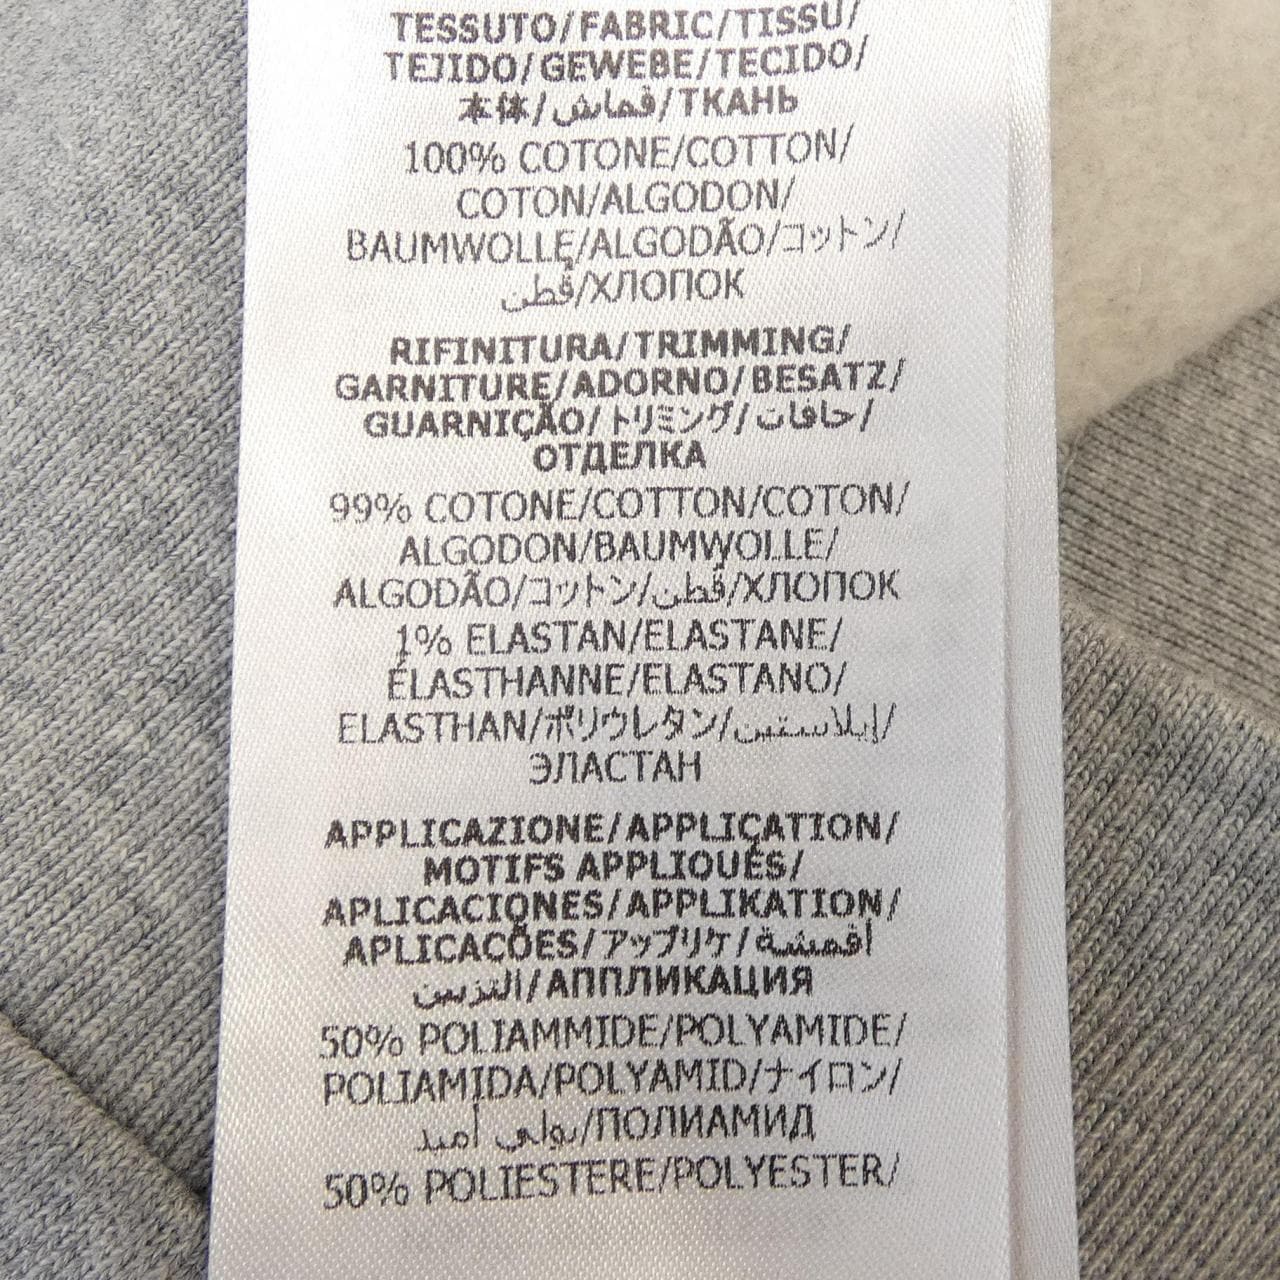 TESSUTO/FABRIC/TISSU/
TEJIDO/GEWEBE/TECIDO/
本体/قماش/ТКАНЬ
100% COTONE/COTTON/
COTON/ALGODON/
BAUMWOLLE/ALGODÃO/コットン/
قطن/ХЛОПОК
RIFINITURA/TRIMMING/
GARNITURE/ADORNO/BESATZ/
GUARNIÇÃO/トリミング/حافات/
ОТДЕЛКА
99% COTONE/COTTON/COTON/
ALGODON/BAUMWOLLE/
ALGODÃO/コットン/قطن/ХЛОПОК
1% ELASTAN/ELASTANE/
ÉLASTHANNE/ELASTANO/
ELASTHAN/ポリウレタン/إيلاستين/
ЭЛАСТАН
APPLICAZIONE/APPLICATION/
MOTIFS APPLIQUÉS/
APLICACIONES/APPLIKATION/
APLICACÕES/アップリケ/أقمشة
التزيين/АППЛИКАЦИЯ
50% POLIAMMIDE/POLYAMIDE/
POLIAMIDA/POLYAMID/ナイロン/
بولي أميد/ПОЛИАМИД
50% POLIESTERE/POLYESTER/